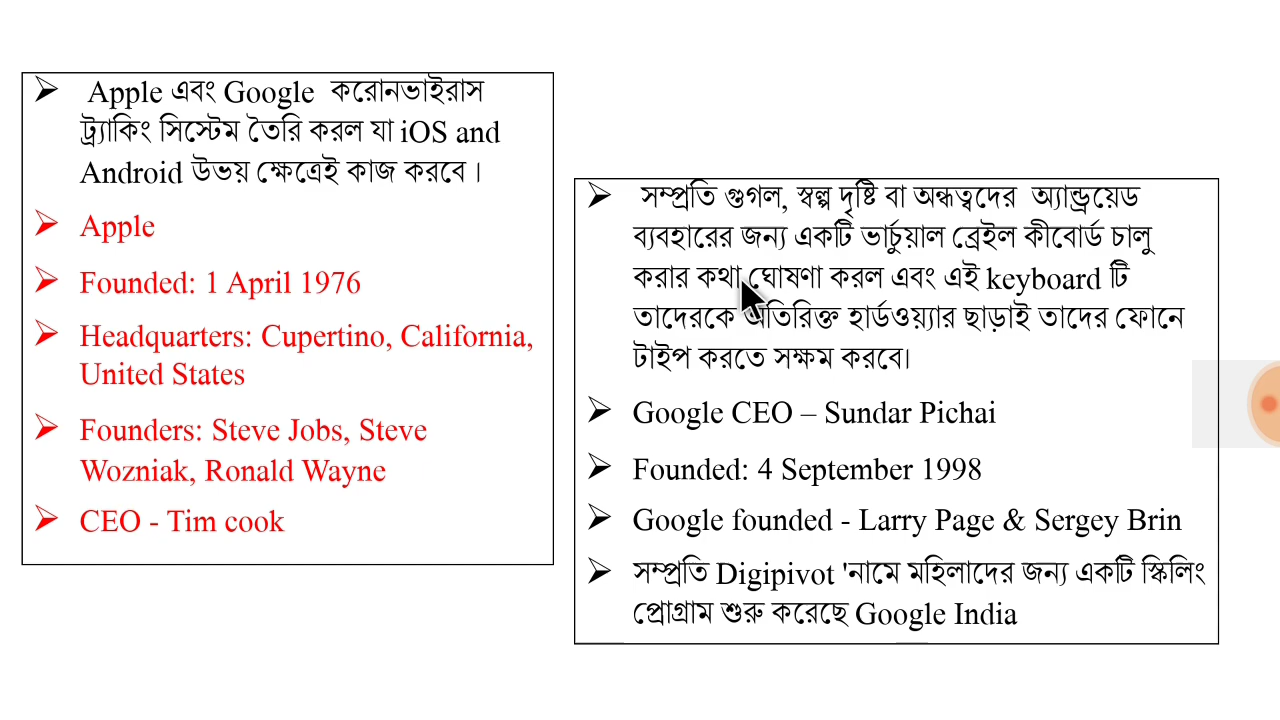 Apple এবং Google করোনভাইরাস
ট্র্যাকিং সিস্টেম তৈরি করল যা iOS and
Android উভয় ক্ষেত্রেই কাজ করবে।
Apple
Founded: 1 April 1976
Headquarters: Cupertino, California,
United States
Founders: Steve Jobs, Steve
Wozniak, Ronald Wayne
CEO - Tim cook
সম্প্রতি গুগল, স্বল্প দৃষ্টি বা অন্ধত্বদের অ্যান্ড্রয়েড
ব্যবহারের জন্য একটি ভার্চুয়াল ব্রেইল কীবোর্ড চালু
করার কথা ঘোষণা করল এবং এই keyboard টি
তাদেরকে অতিরিক্ত হার্ডওয়্যার ছাড়াই তাদের ফোনে
টাইপ করতে সক্ষম করবে।
Google CEO – Sundar Pichai
Founded: 4 September 1998
Google founded - Larry Page & Sergey Brin
সম্প্রতি Digipivot 'নামে মহিলাদের জন্য একটি স্কিলিং
প্রোগ্রাম শুরু করেছে Google India